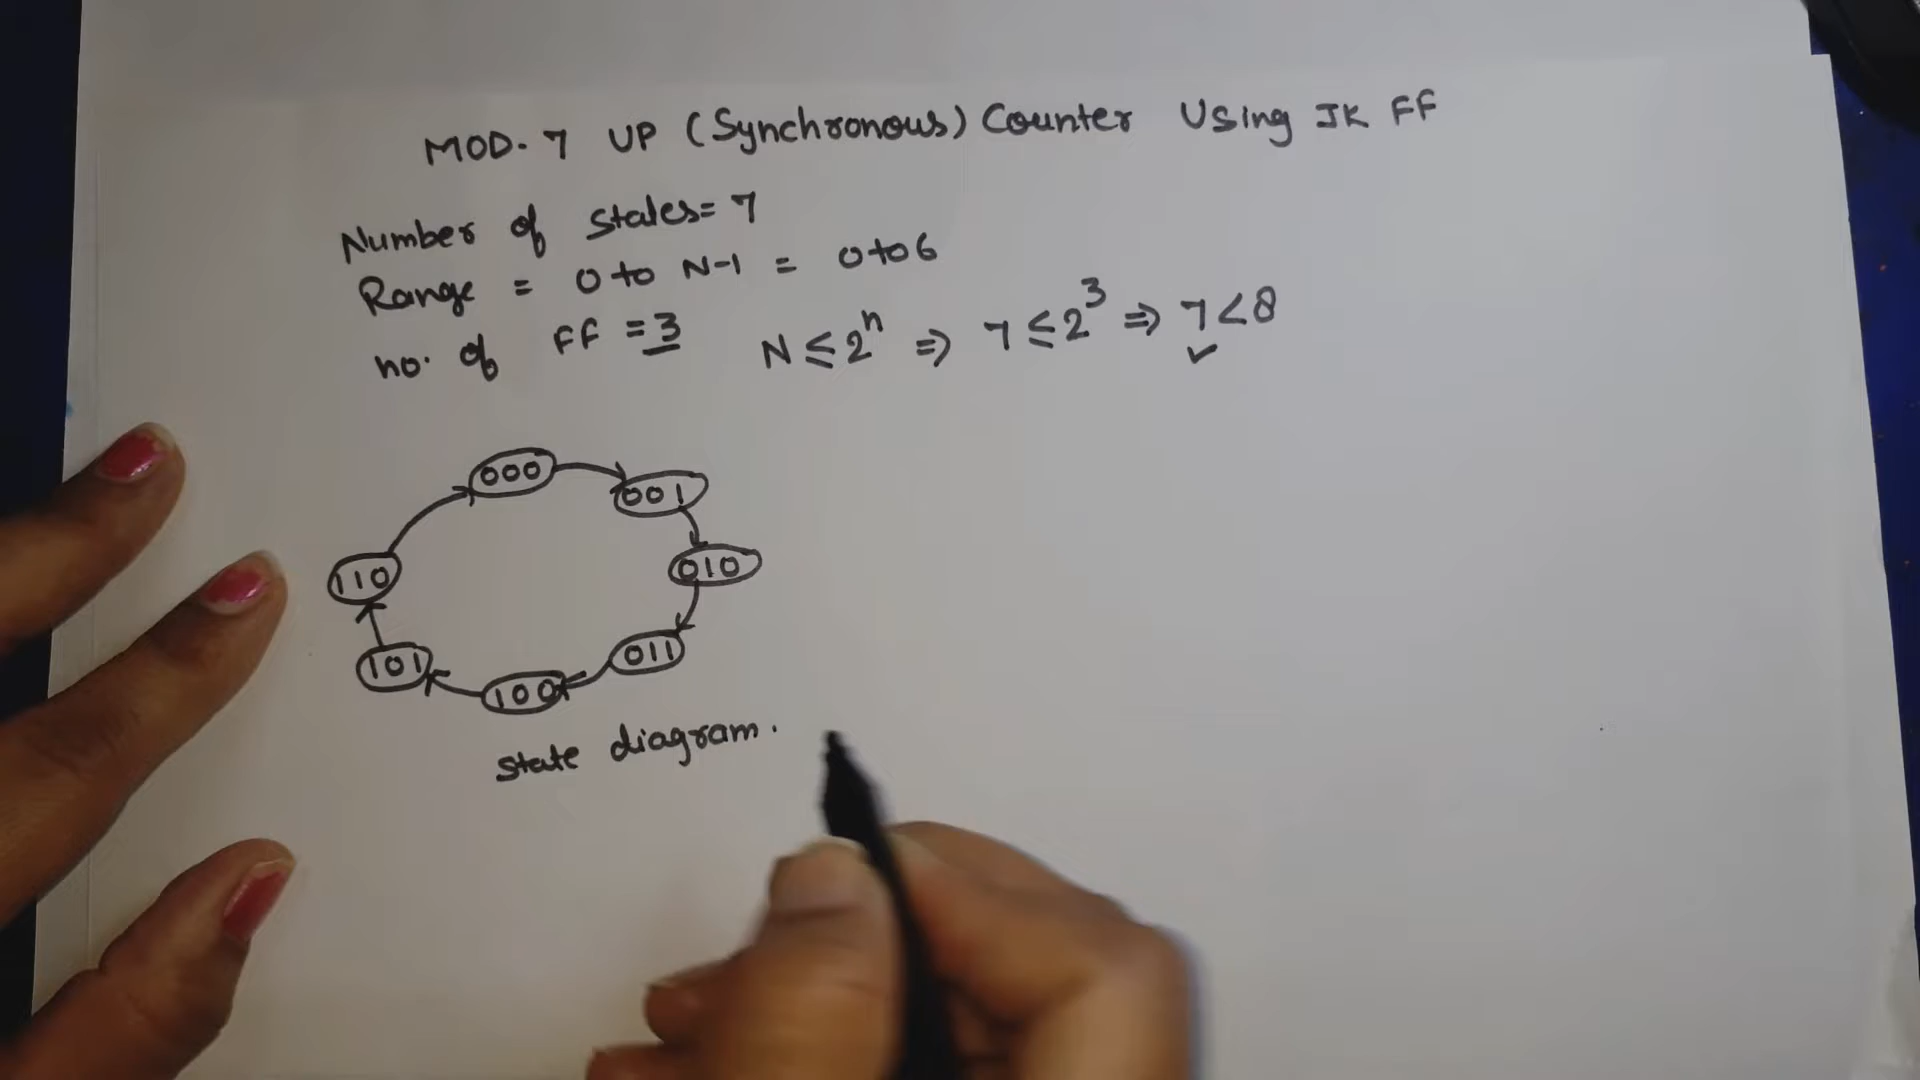 MOD. 7 UP (Synchronous) Counter Using JK FF
Number of states= 7
Range = 0 to N-1 = 0 to 6
no. of FF = 3 N ≤ 2^n ⇒ 7 ≤ 2^3 ⇒ 7 < 8 ✓
000
001
010
011
100
101
110
state diagram.